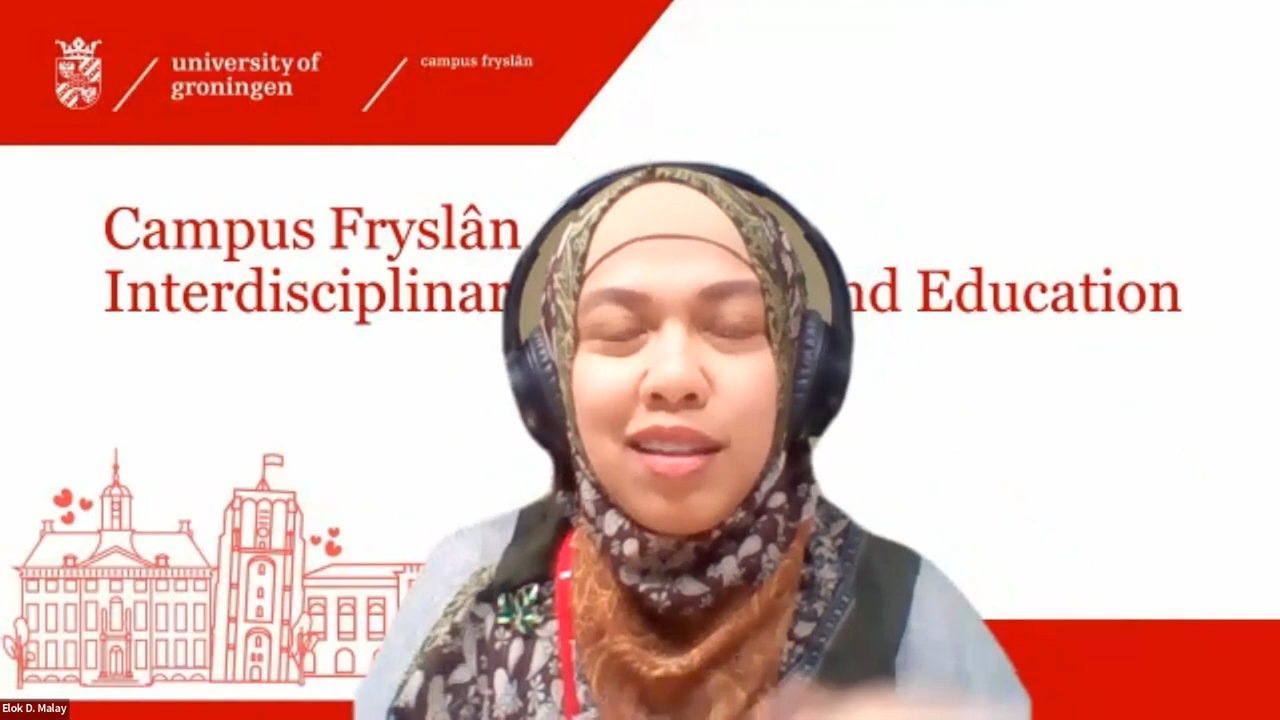 university of
groningen
campus fryslân
Campus Fryslân
Interdisciplinar nd Education
Elok D. Malay